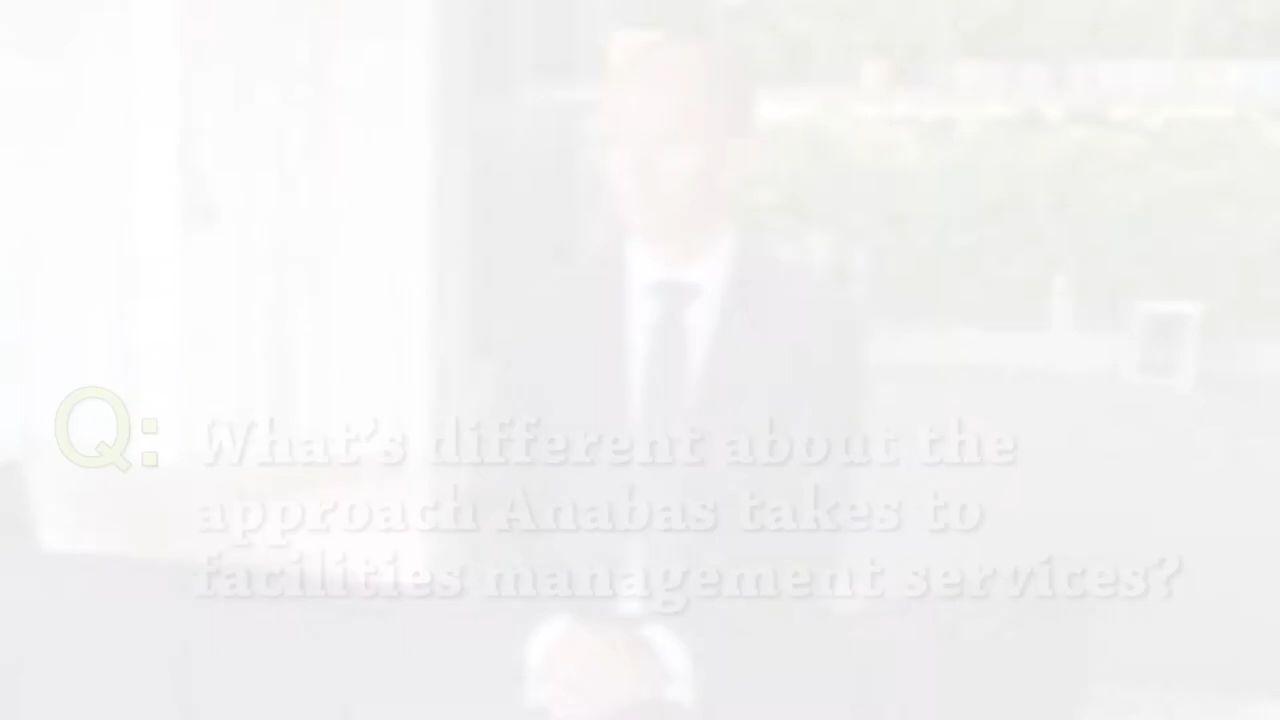 Q: What's different about the
approach Anabas takes to
facilities management services?